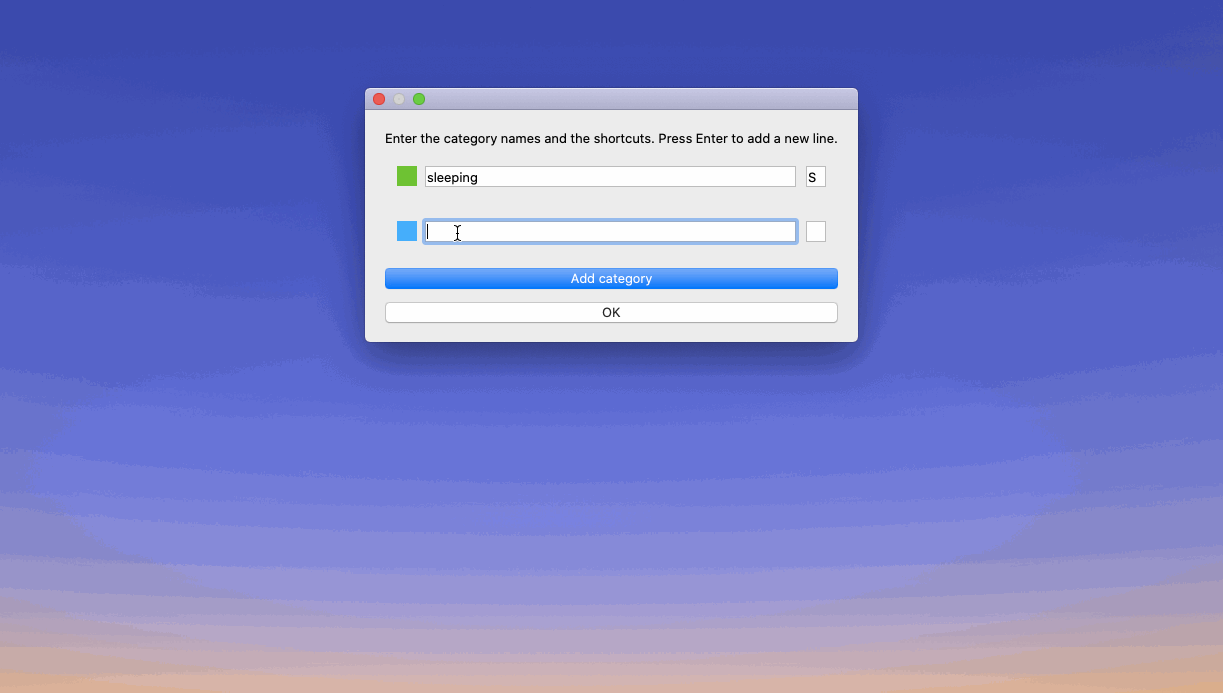 Enter the category names and the shortcuts. Press Enter to add a new line.
sleeping S
Add category
OK